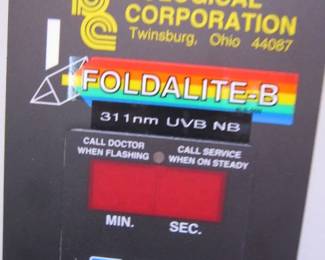 CORPORATION
Twinsburg, Ohio 44087
FOLDALITE-B
311nm UVB NB
CALL DOCTOR
WHEN FLASHING
CALL SERVICE
WHEN ON STEADY
MIN.
SEC.